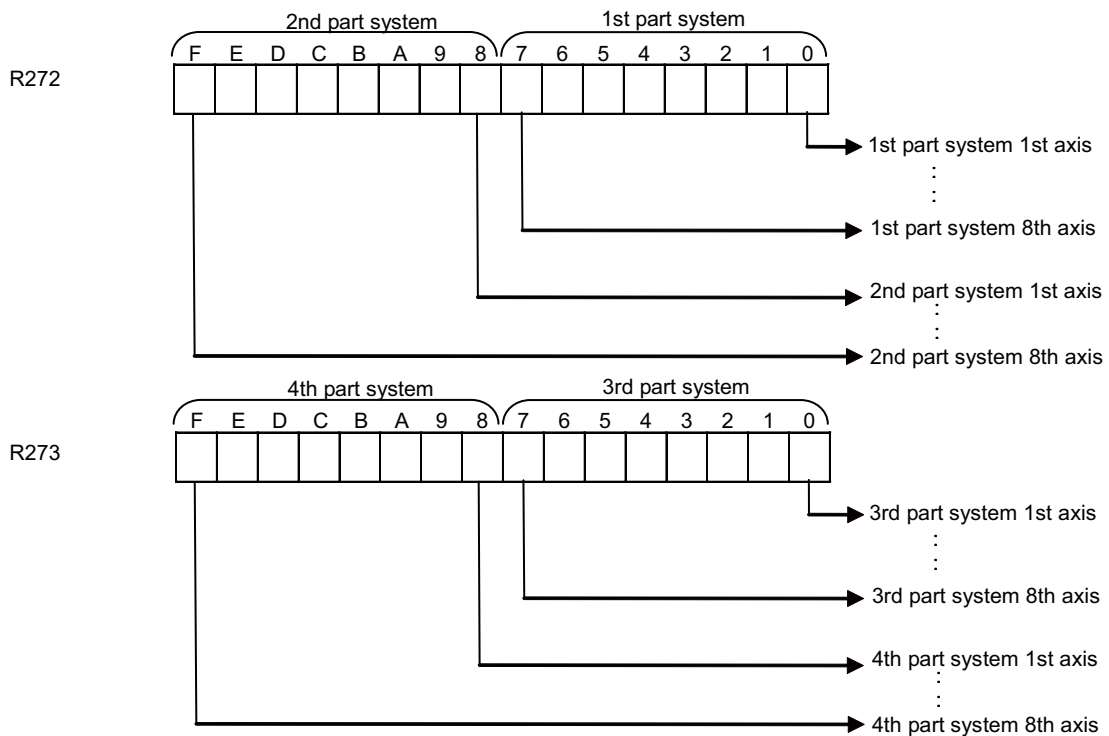 2nd part system 1st part system
F E D C B A 9 8 7 6 5 4 3 2 1 0
R272
1st part system 1st axis
1st part system 8th axis
2nd part system 1st axis
2nd part system 8th axis
4th part system 3rd part system
F E D C B A 9 8 7 6 5 4 3 2 1 0
R273
3rd part system 1st axis
3rd part system 8th axis
4th part system 1st axis
4th part system 8th axis